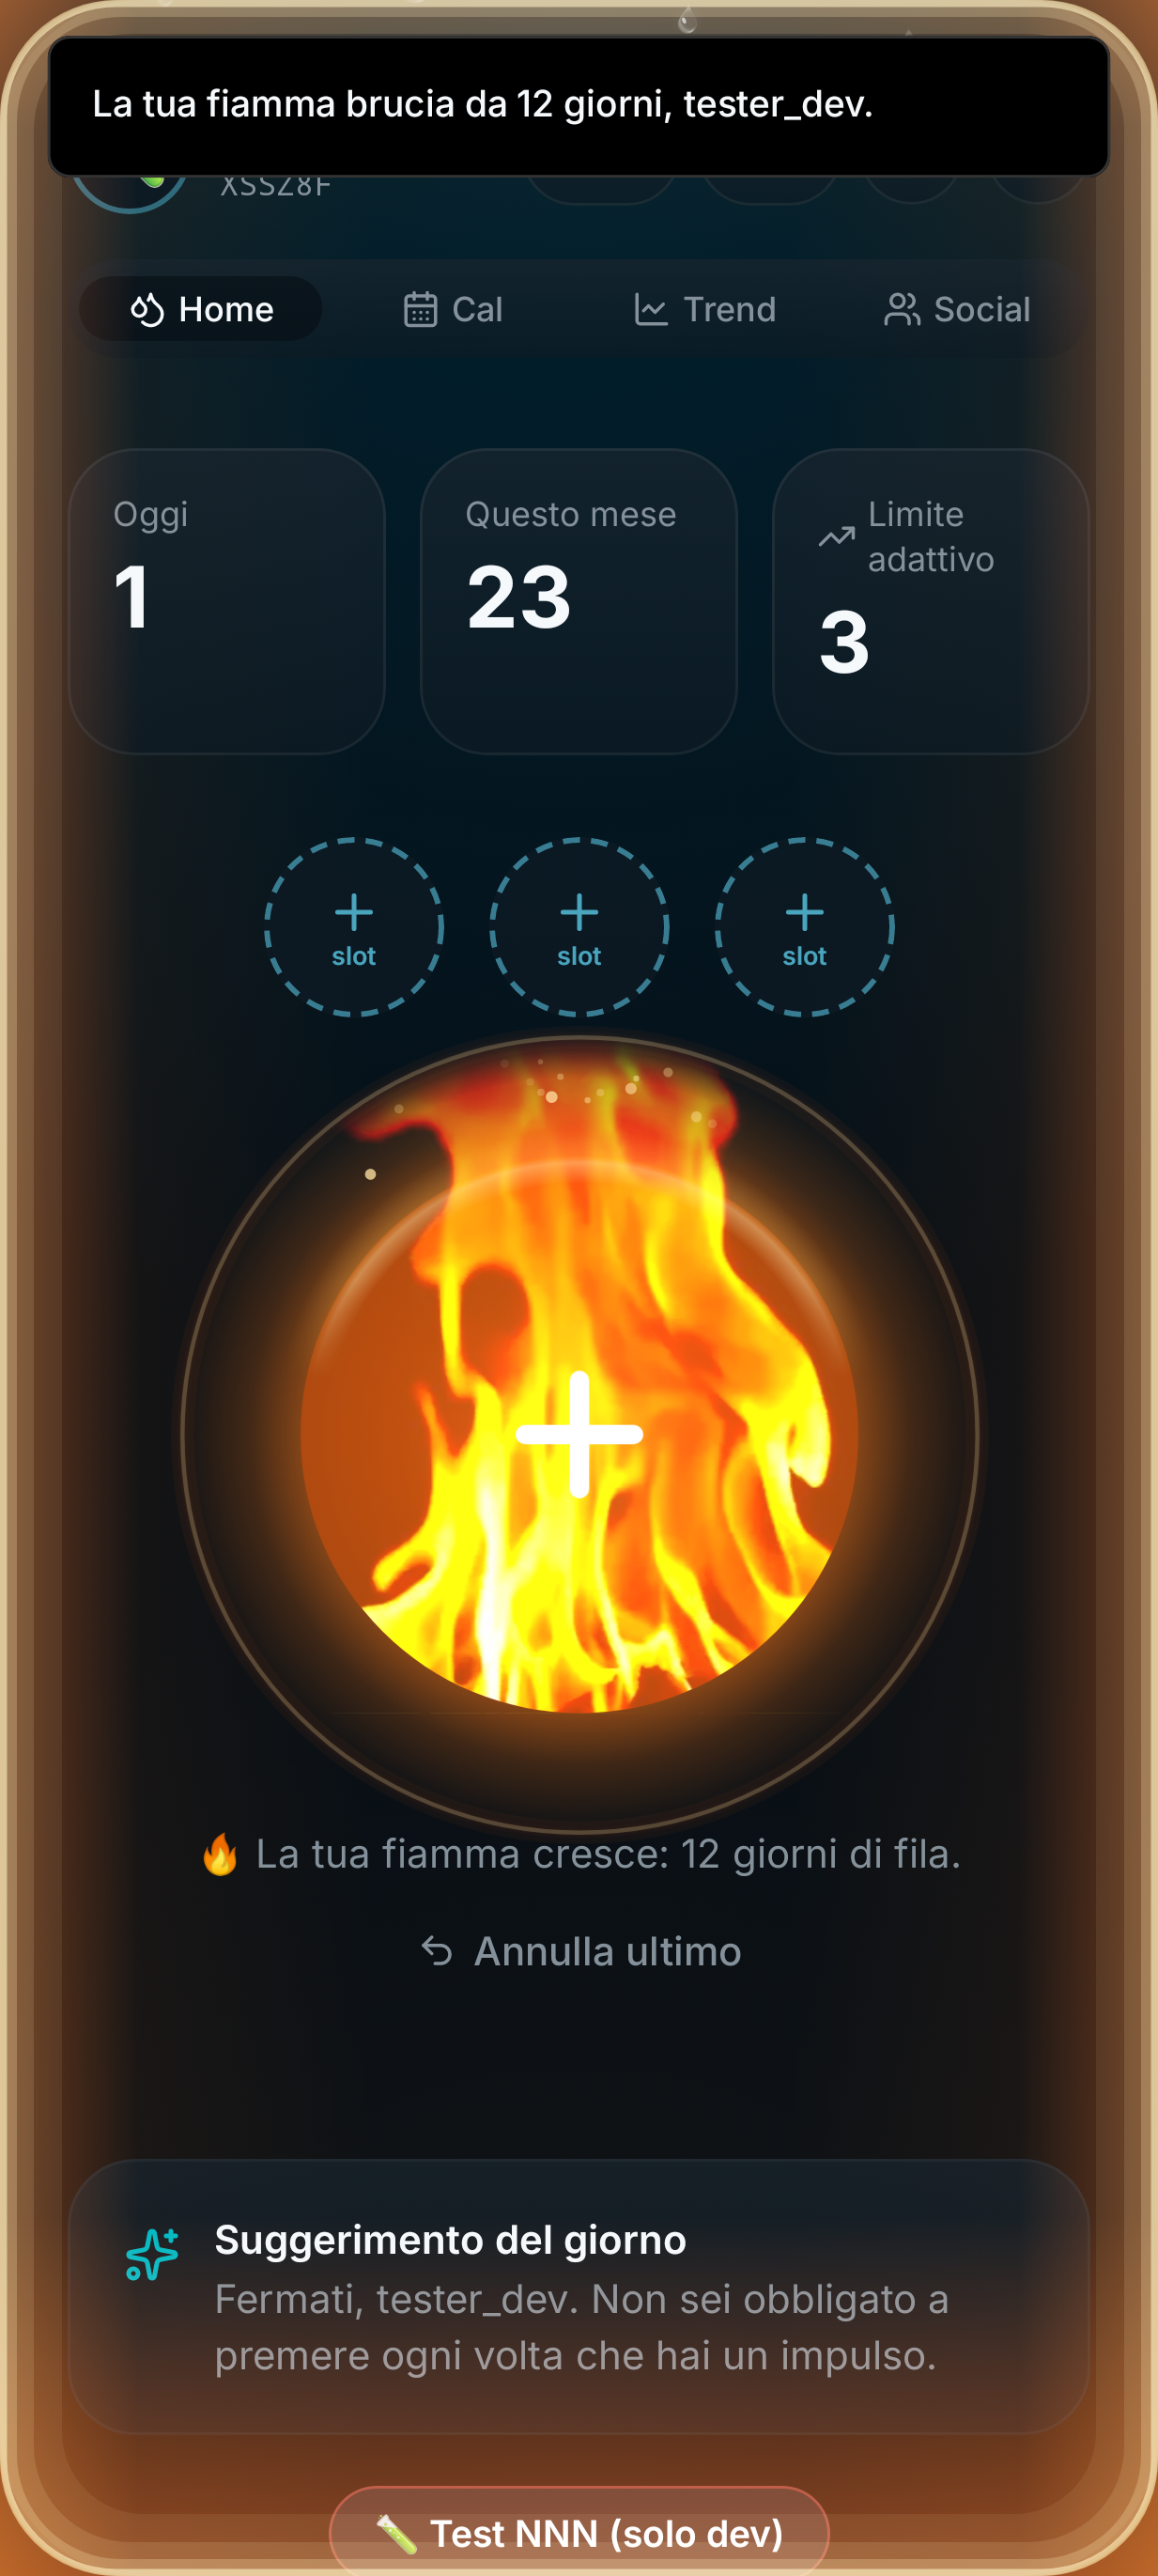 La tua fiamma brucia da 12 giorni, tester_dev.
XSSZ8F
Home
Cal
Trend
Social
Oggi
1
Questo mese
23
Limite
adattivo
3
slot
slot
slot
🔥 La tua fiamma cresce: 12 giorni di fila.
Annulla ultimo
Suggerimento del giorno
Fermati, tester_dev. Non sei obbligato a
premere ogni volta che hai un impulso.
Test NNN (solo dev)